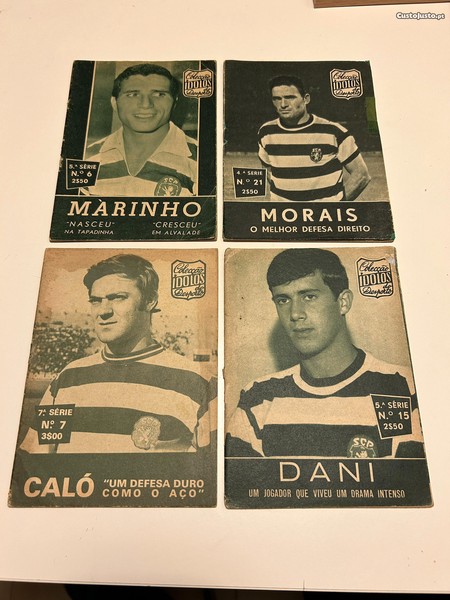 CustoJusto.pt
Colecção
ÍDOLOS
do
Desporto
5.ª SÉRIE
N.º 6
2$50
SCP
MARINHO
"NASCEU" "CRESCEU"
NA TAPADINHA EM ALVALADE
Colecção
ÍDOLOS
do
Desporto
4.ª SÉRIE
N.º 21
2$50
MORAIS
O MELHOR DEFESA DIREITO
Colecção
ÍDOLOS
do
Desporto
7.ª SÉRIE
N.º 7
3$00
CALÓ "UM DEFESA DURO
COMO O AÇO"
Colecção
ÍDOLOS
do
Desporto
5.ª SÉRIE
N.º 15
2$50
SCP
DANI
UM JOGADOR QUE VIVEU UM DRAMA INTENSO